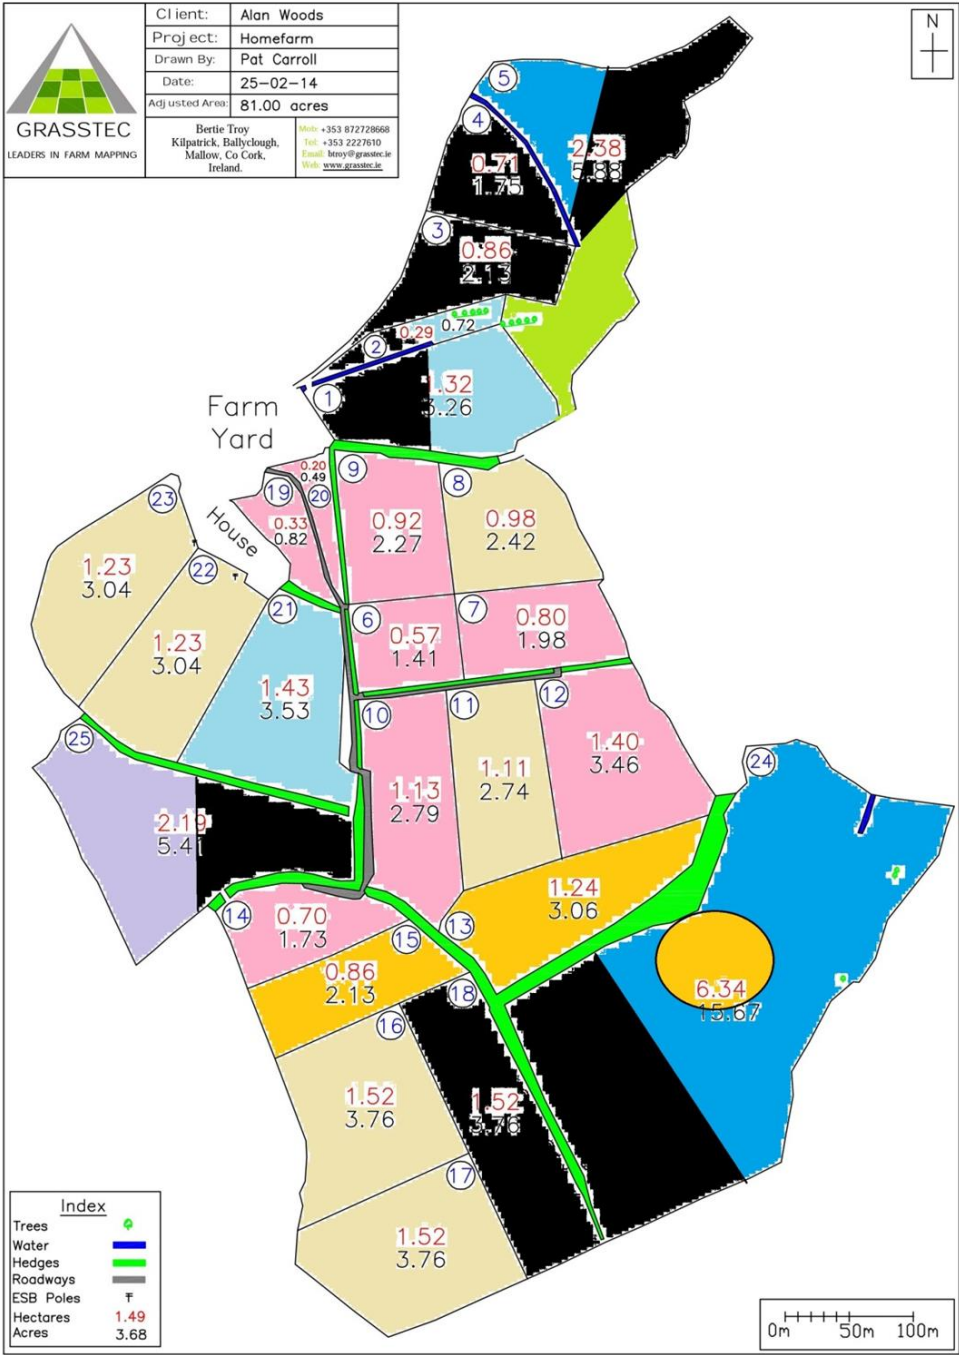 Client: Alan Woods
Project: Homefarm
Drawn By: Pat Carroll
Date: 25-02-14
Adjusted Area: 81.00 acres
GRASSTEC
LEADERS IN FARM MAPPING
Bertie Troy
Kilpatrick, Ballyclough,
Mallow, Co Cork,
Ireland.
Mob: +353 872728668
Tel: +353 2227610
Email: btroy@grasstec.ie
Web: www.grasstec.ie
N
5
2.38
5.88
4
0.71
1.75
3
0.86
2.13
0.72
0.29
2
1
1.32
3.26
Farm
Yard
0.20
0.49
9
8
19
20
0.33
0.82
0.92
2.27
0.98
2.42
House
23
1.23
3.04
22
1.23
3.04
21
1.43
3.53
6
0.57
1.41
7
0.80
1.98
10
1.13
2.79
11
1.11
2.74
12
1.40
3.46
25
2.19
5.41
24
6.34
15.67
13
1.24
3.06
14
0.70
1.73
15
0.86
2.13
16
1.52
3.76
18
1.52
3.76
17
1.52
3.76
Index
Trees
Water
Hedges
Roadways
ESB Poles
Hectares 1.49
Acres 3.68
0m 50m 100m